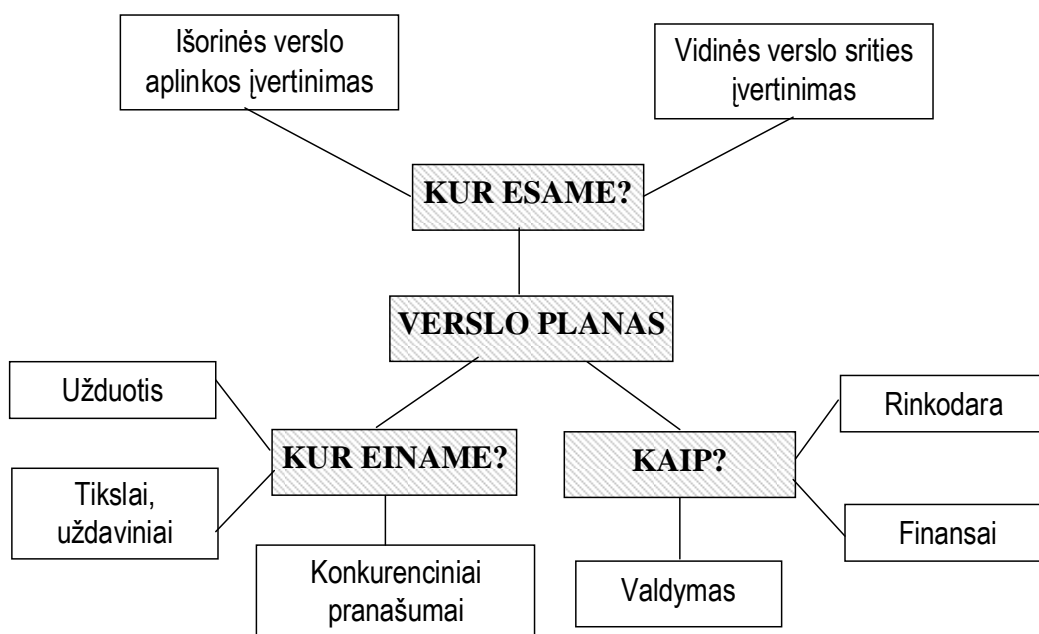 Išorinės verslo
aplinkos įvertinimas
Vidinės verslo srities
įvertinimas
KUR ESAME?
VERSLO PLANAS
Užduotis
Rinkodara
KUR EINAME?
KAIP?
Tikslai,
uždaviniai
Finansai
Konkurenciniai
pranašumai
Valdymas